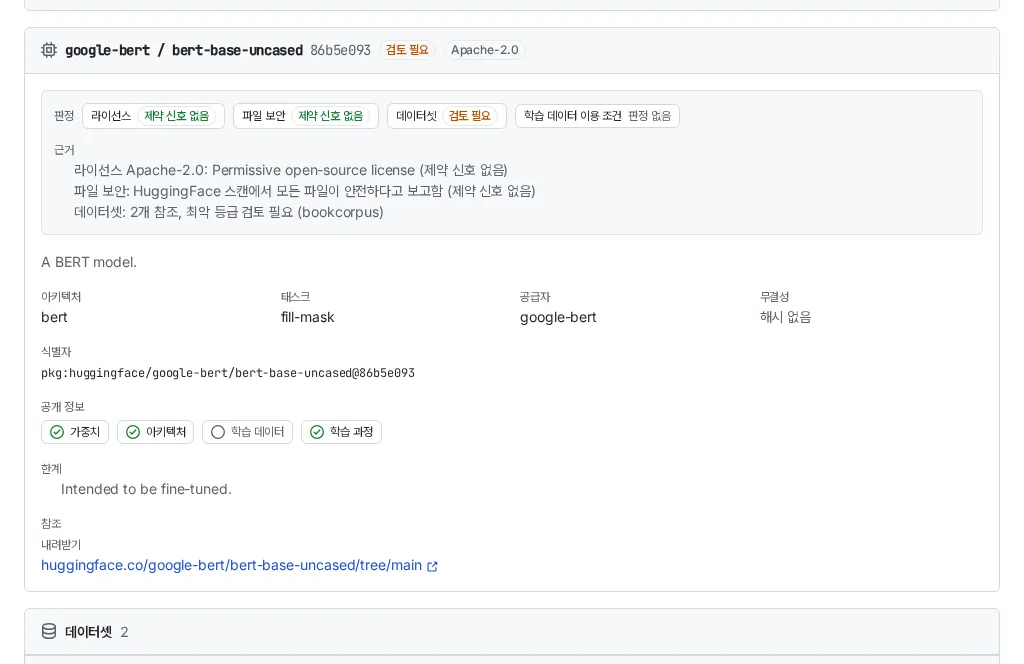 google-bert / bert-base-uncased 86b5e093 검토 필요 Apache-2.0
판정 라이선스 제약 신호 없음 파일 보안 제약 신호 없음 데이터셋 검토 필요 학습 데이터 이용 조건 판정 없음
근거
라이선스 Apache-2.0: Permissive open-source license (제약 신호 없음)
파일 보안: HuggingFace 스캔에서 모든 파일이 안전하다고 보고함 (제약 신호 없음)
데이터셋: 2개 참조, 최악 등급 검토 필요 (bookcorpus)
A BERT model.
아키텍처 태스크 공급자 무결성
bert fill-mask google-bert 해시 없음
식별자
pkg:huggingface/google-bert/bert-base-uncased@86b5e093
공개 정보
가중치 아키텍처 학습 데이터 학습 과정
한계
Intended to be fine-tuned.
참조
내려받기
huggingface.co/google-bert/bert-base-uncased/tree/main
데이터셋 2